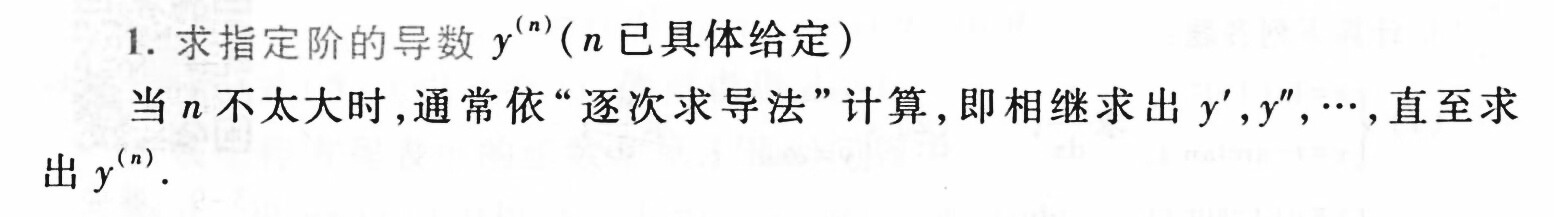 1. 求指定阶的导数 y⁽ⁿ⁾(n 已具体给定)
当 n 不太大时,通常依“逐次求导法”计算,即相继求出 y′,y″,…,直至求
出 y⁽ⁿ⁾.